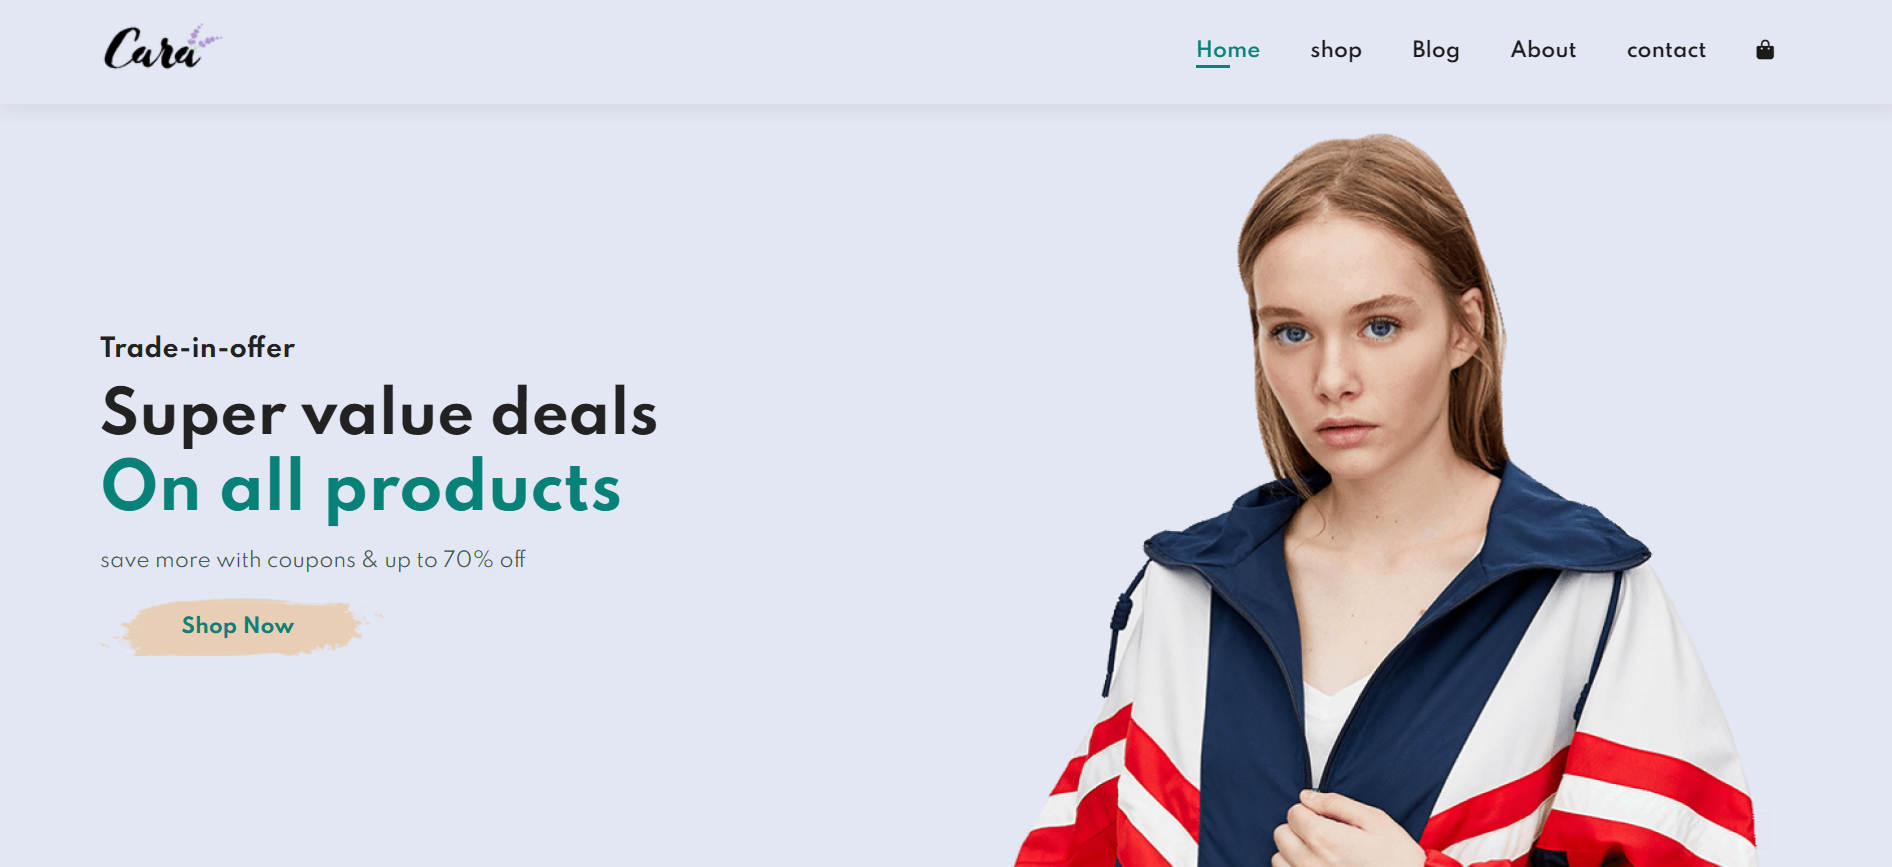 Cara
Home shop Blog About contact
Trade-in-offer
Super value deals
On all products
save more with coupons & up to 70% off
Shop Now